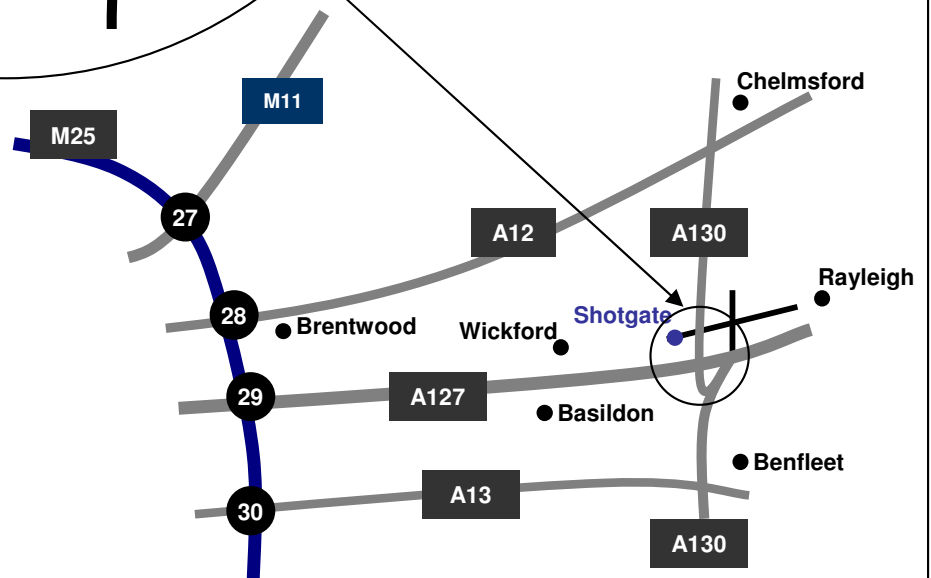 Chelmsford
M11
M25
27
A12
A130
Rayleigh
28
Shotgate
Brentwood
Wickford
29
A127
Basildon
Benfleet
A13
30
A130